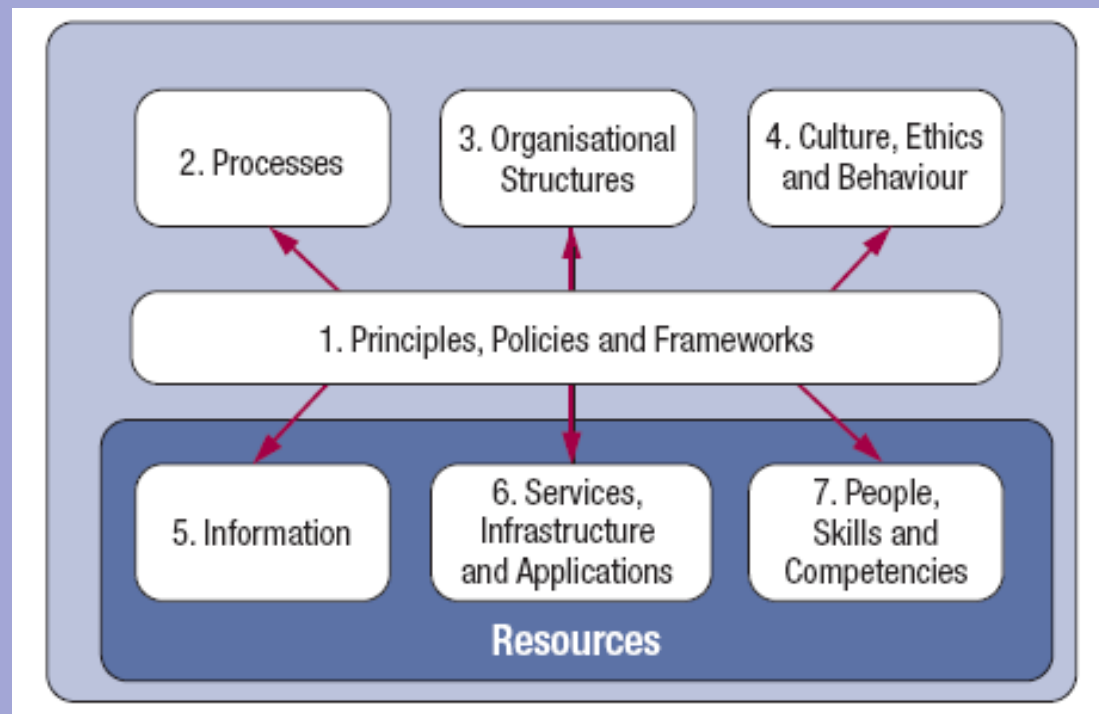 2. Processes
3. Organisational
Structures
4. Culture, Ethics
and Behaviour
1. Principles, Policies and Frameworks
5. Information
6. Services,
Infrastructure
and Applications
7. People,
Skills and
Competencies
Resources